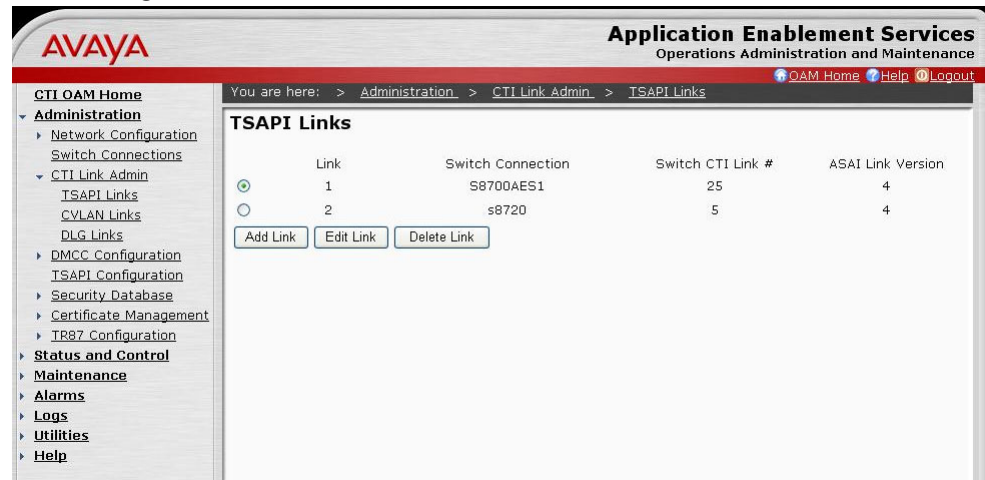 AVAYA
Application Enablement Services
Operations Administration and Maintenance
OAM Home Help Logout
CTI OAM Home
Administration
Network Configuration
Switch Connections
CTI Link Admin
TSAPI Links
CVLAN Links
DLG Links
DMCC Configuration
TSAPI Configuration
Security Database
Certificate Management
TR87 Configuration
Status and Control
Maintenance
Alarms
Logs
Utilities
Help
You are here: > Administration > CTI Link Admin > TSAPI Links
TSAPI Links
Link Switch Connection Switch CTI Link # ASAI Link Version
1 S8700AES1 25 4
2 s8720 5 4
Add Link Edit Link Delete Link